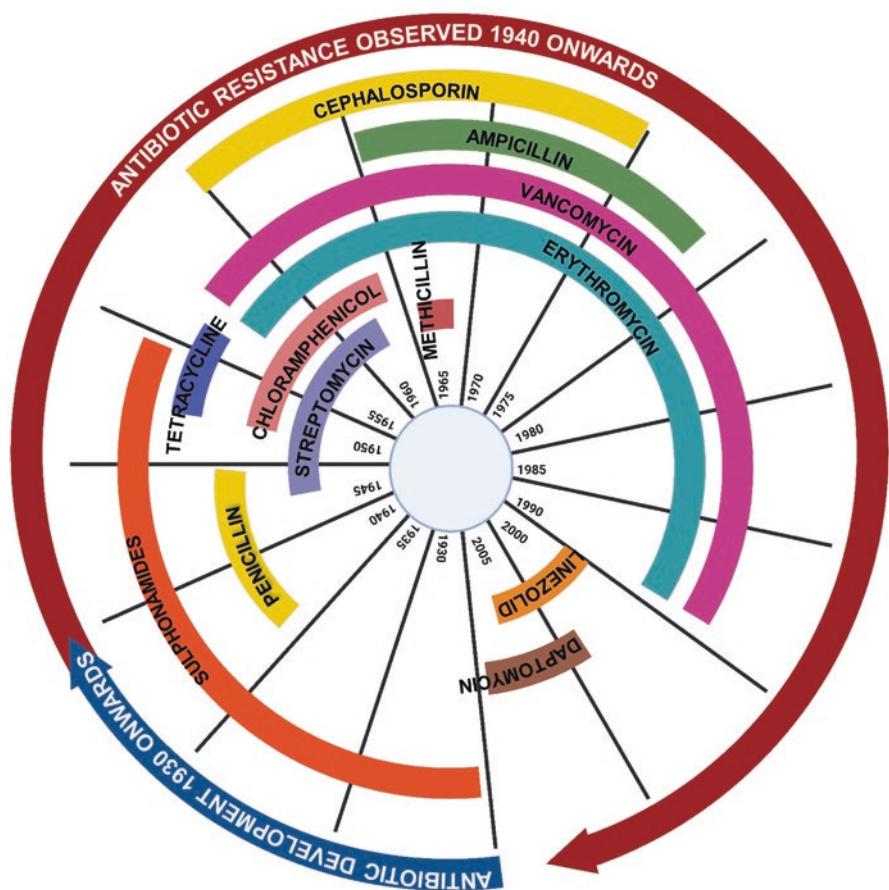 ANTIBIOTIC RESISTANCE OBSERVED 1940 ONWARDS
CEPHALOSPORIN
AMPICILLIN
VANCOMYCIN
ERYTHROMYCIN
METHICILLIN
CHLORAMPHENICOL
STREPTOMYCIN
TETRACYCLINE
PENICILLIN
SULPHONAMIDES
LINEZOLID
DAPTOMYCIN
1930
1935
1940
1945
1950
1955
1960
1965
1970
1975
1980
1985
1990
2000
2005
ANTIBIOTIC DEVELOPMENT 1930 ONWARDS